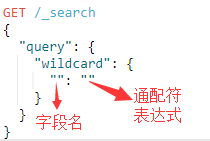 GET /_search
{
  "query": {
    "wildcard": {
      "": ""
    }
  }
}
字段名
通配符
表达式